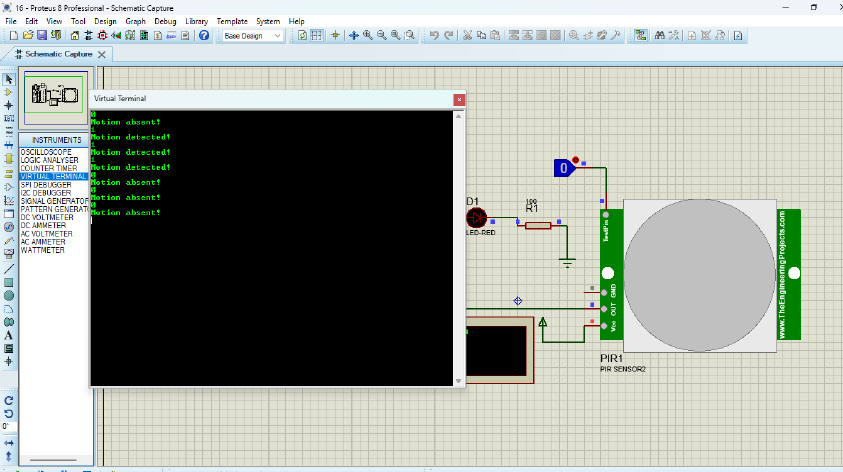 16 - Proteus 8 Professional - Schematic Capture
File Edit View Tool Design Graph Debug Library Template System Help
Base Design
Schematic Capture
INSTRUMENTS
OSCILLOSCOPE
LOGIC ANALYSER
COUNTER TIMER
VIRTUAL TERMINAL
SPI DEBUGGER
I2C DEBUGGER
SIGNAL GENERATOR
PATTERN GENERAT
DC VOLTMETER
DC AMMETER
AC VOLTMETER
AC AMMETER
WATTMETER
0°
Virtual Terminal
0
Motion absent!
1
Motion detected!
1
Motion detected!
1
Motion detected!
0
Motion absent!
0
Motion absent!
0
Motion absent!
0
D1
LED-RED
100
R1
TestPin
GND
OUT
Vcc
www.TheEngineeringProjects.com
PIR1
PIR SENSOR2